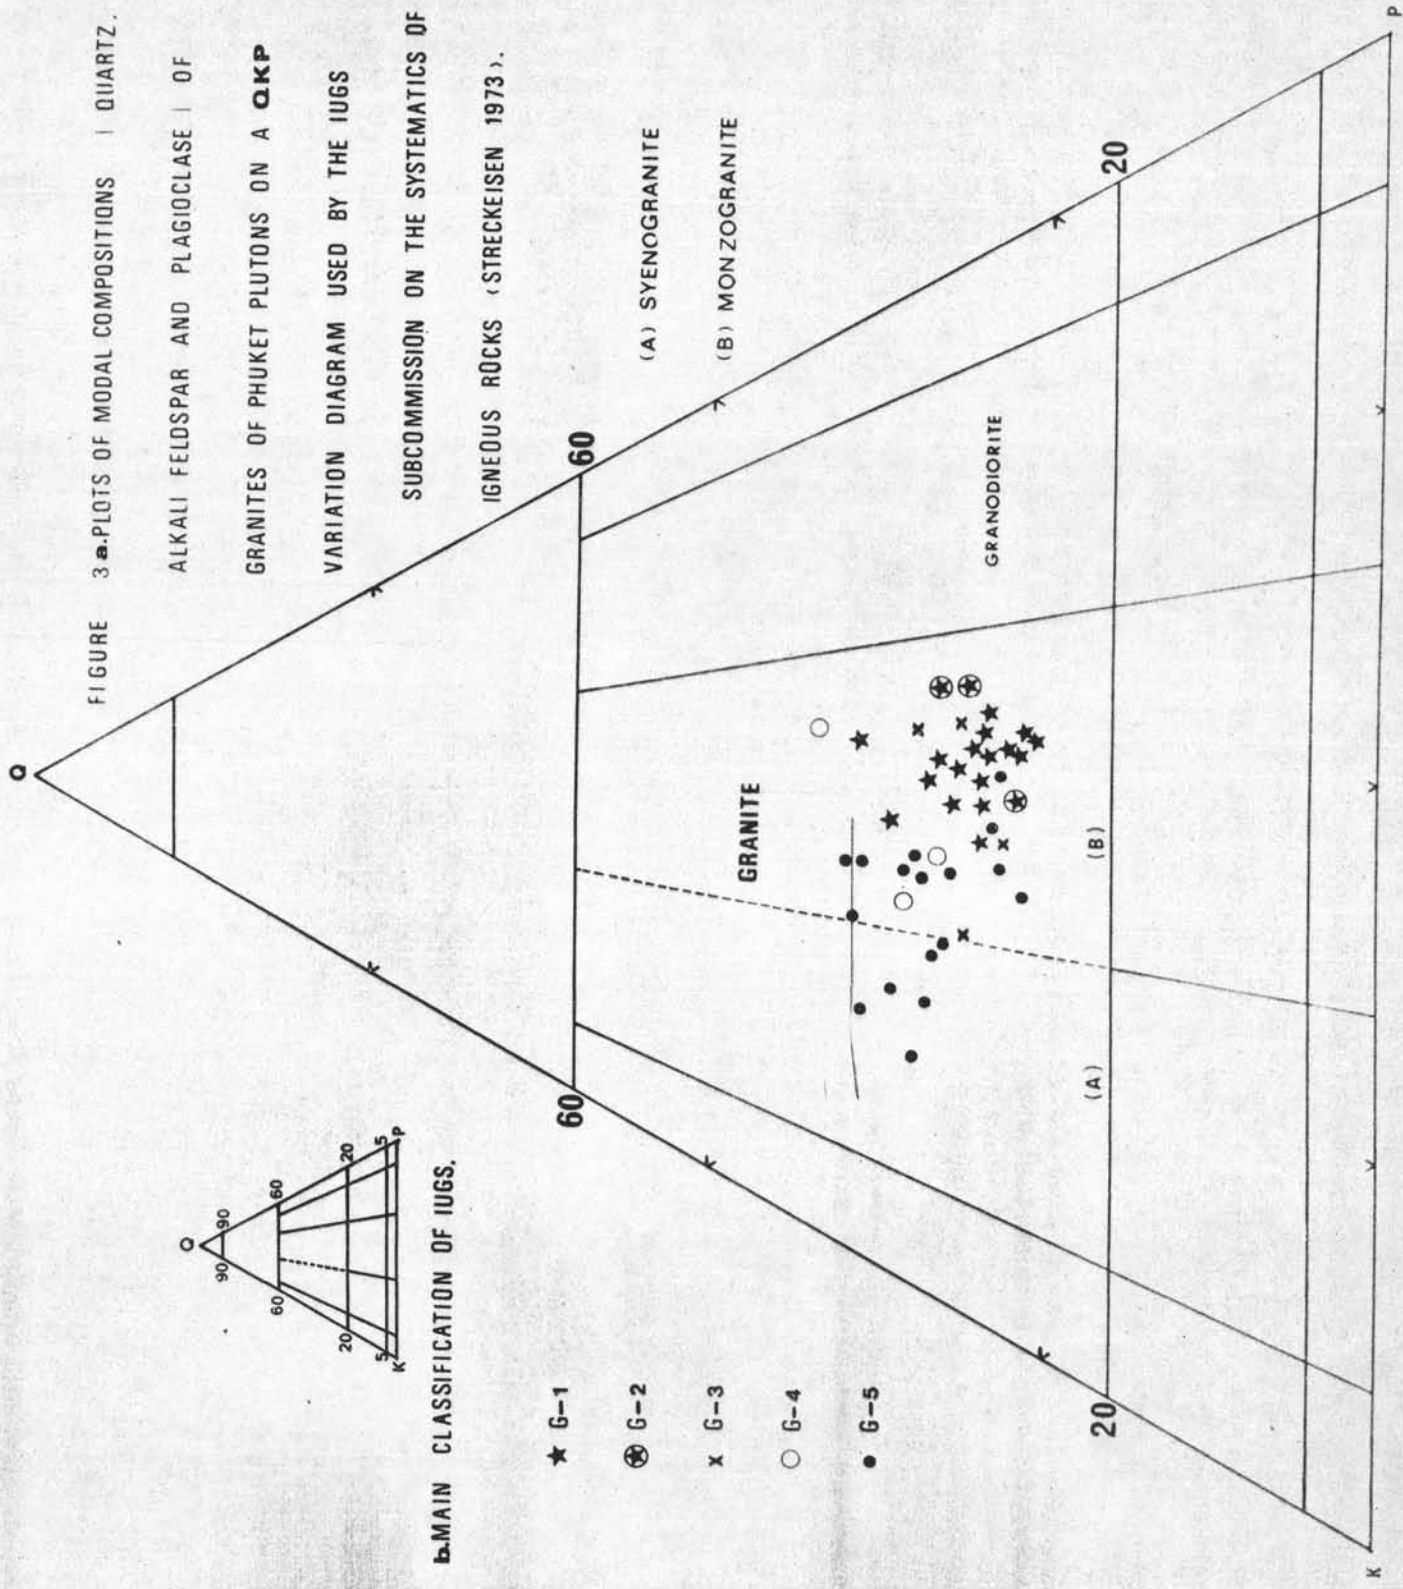 FIGURE 3a. PLOTS OF MODAL COMPOSITIONS | QUARTZ,
ALKALI FELDSPAR AND PLAGIOCLASE | OF
GRANITES OF PHUKET PLUTONS ON A QKP
VARIATION DIAGRAM USED BY THE IUGS
SUBCOMMISSION ON THE SYSTEMATICS OF
IGNEOUS ROCKS (STRECKEISEN 1973).
(A) SYENOGRANITE
(B) MONZOGRANITE
Q
60
60
GRANITE
GRANODIORITE
(A)
(B)
20
20
K
P
Q
90
90
60
60
20
20
5
5
K
P
b. MAIN CLASSIFICATION OF IUGS.
G-1
G-2
x G-3
G-4
G-5